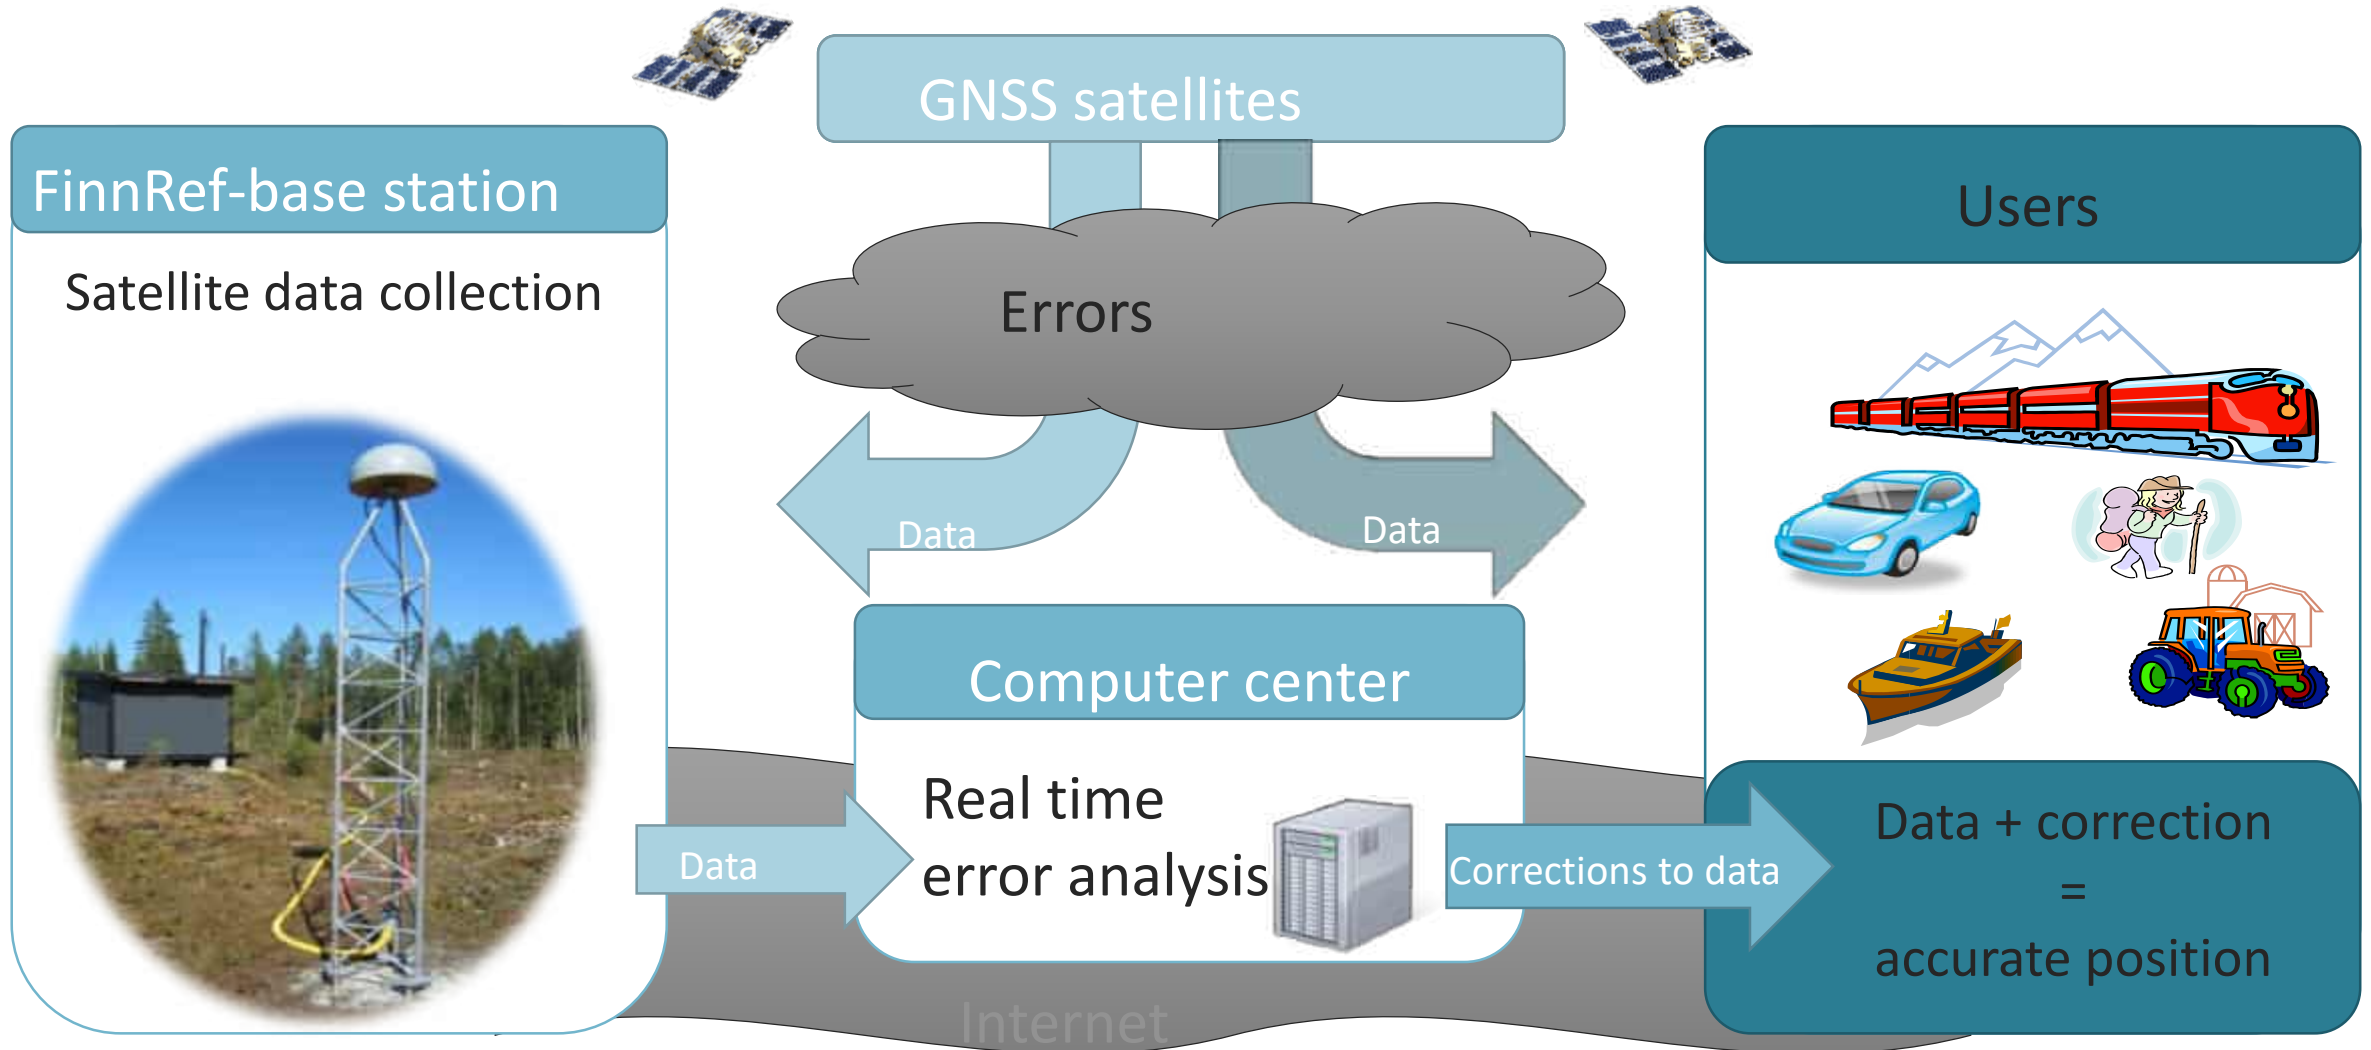 GNSS satellites
FinnRef-base station
Satellite data collection
Errors
Data
Data
Users
Computer center
Real time
error analysis
Data
Corrections to data
Data + correction
=
accurate position
Internet